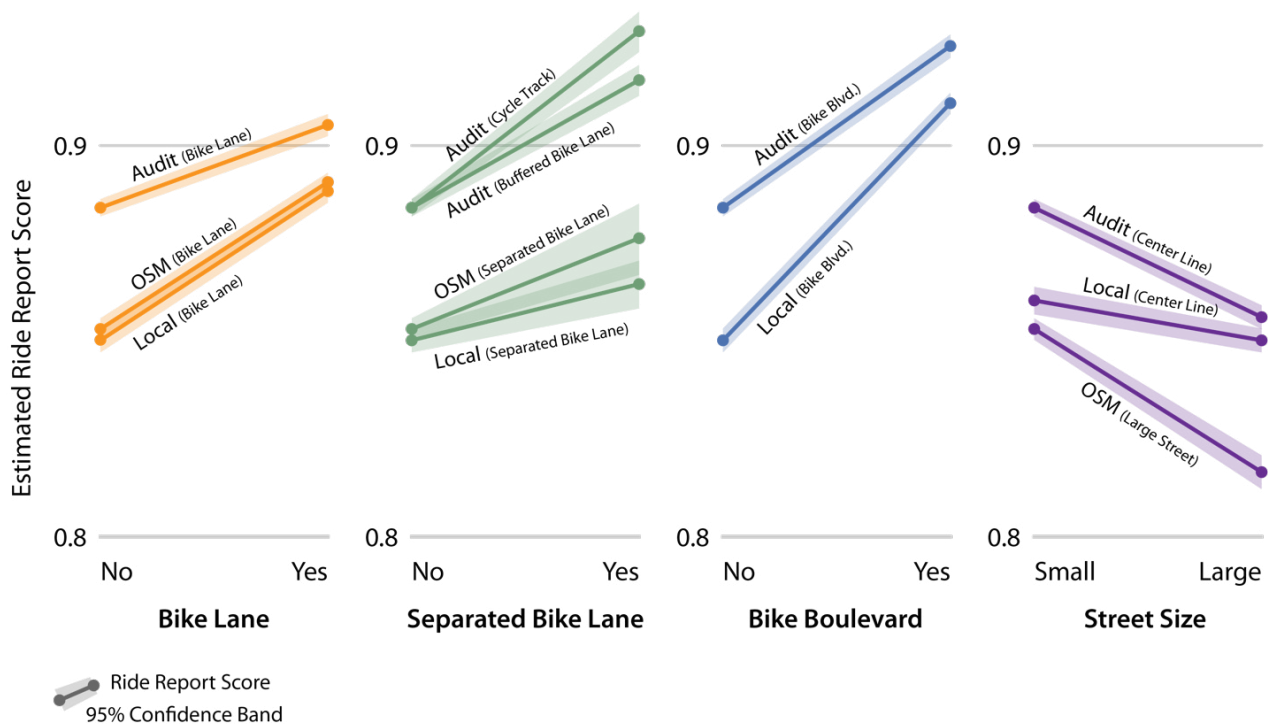 Estimated Ride Report Score
0.9
0.8
Audit (Bike Lane)
OSM (Bike Lane)
Local (Bike Lane)
No Yes
Bike Lane
0.9
0.8
Audit (Cycle Track)
Audit (Buffered Bike Lane)
OSM (Separated Bike Lane)
Local (Separated Bike Lane)
No Yes
Separated Bike Lane
0.9
0.8
Audit (Bike Blvd.)
Local (Bike Blvd.)
No Yes
Bike Boulevard
0.9
0.8
Audit (Center Line)
Local (Center Line)
OSM (Large Street)
Small Large
Street Size
Ride Report Score
95% Confidence Band